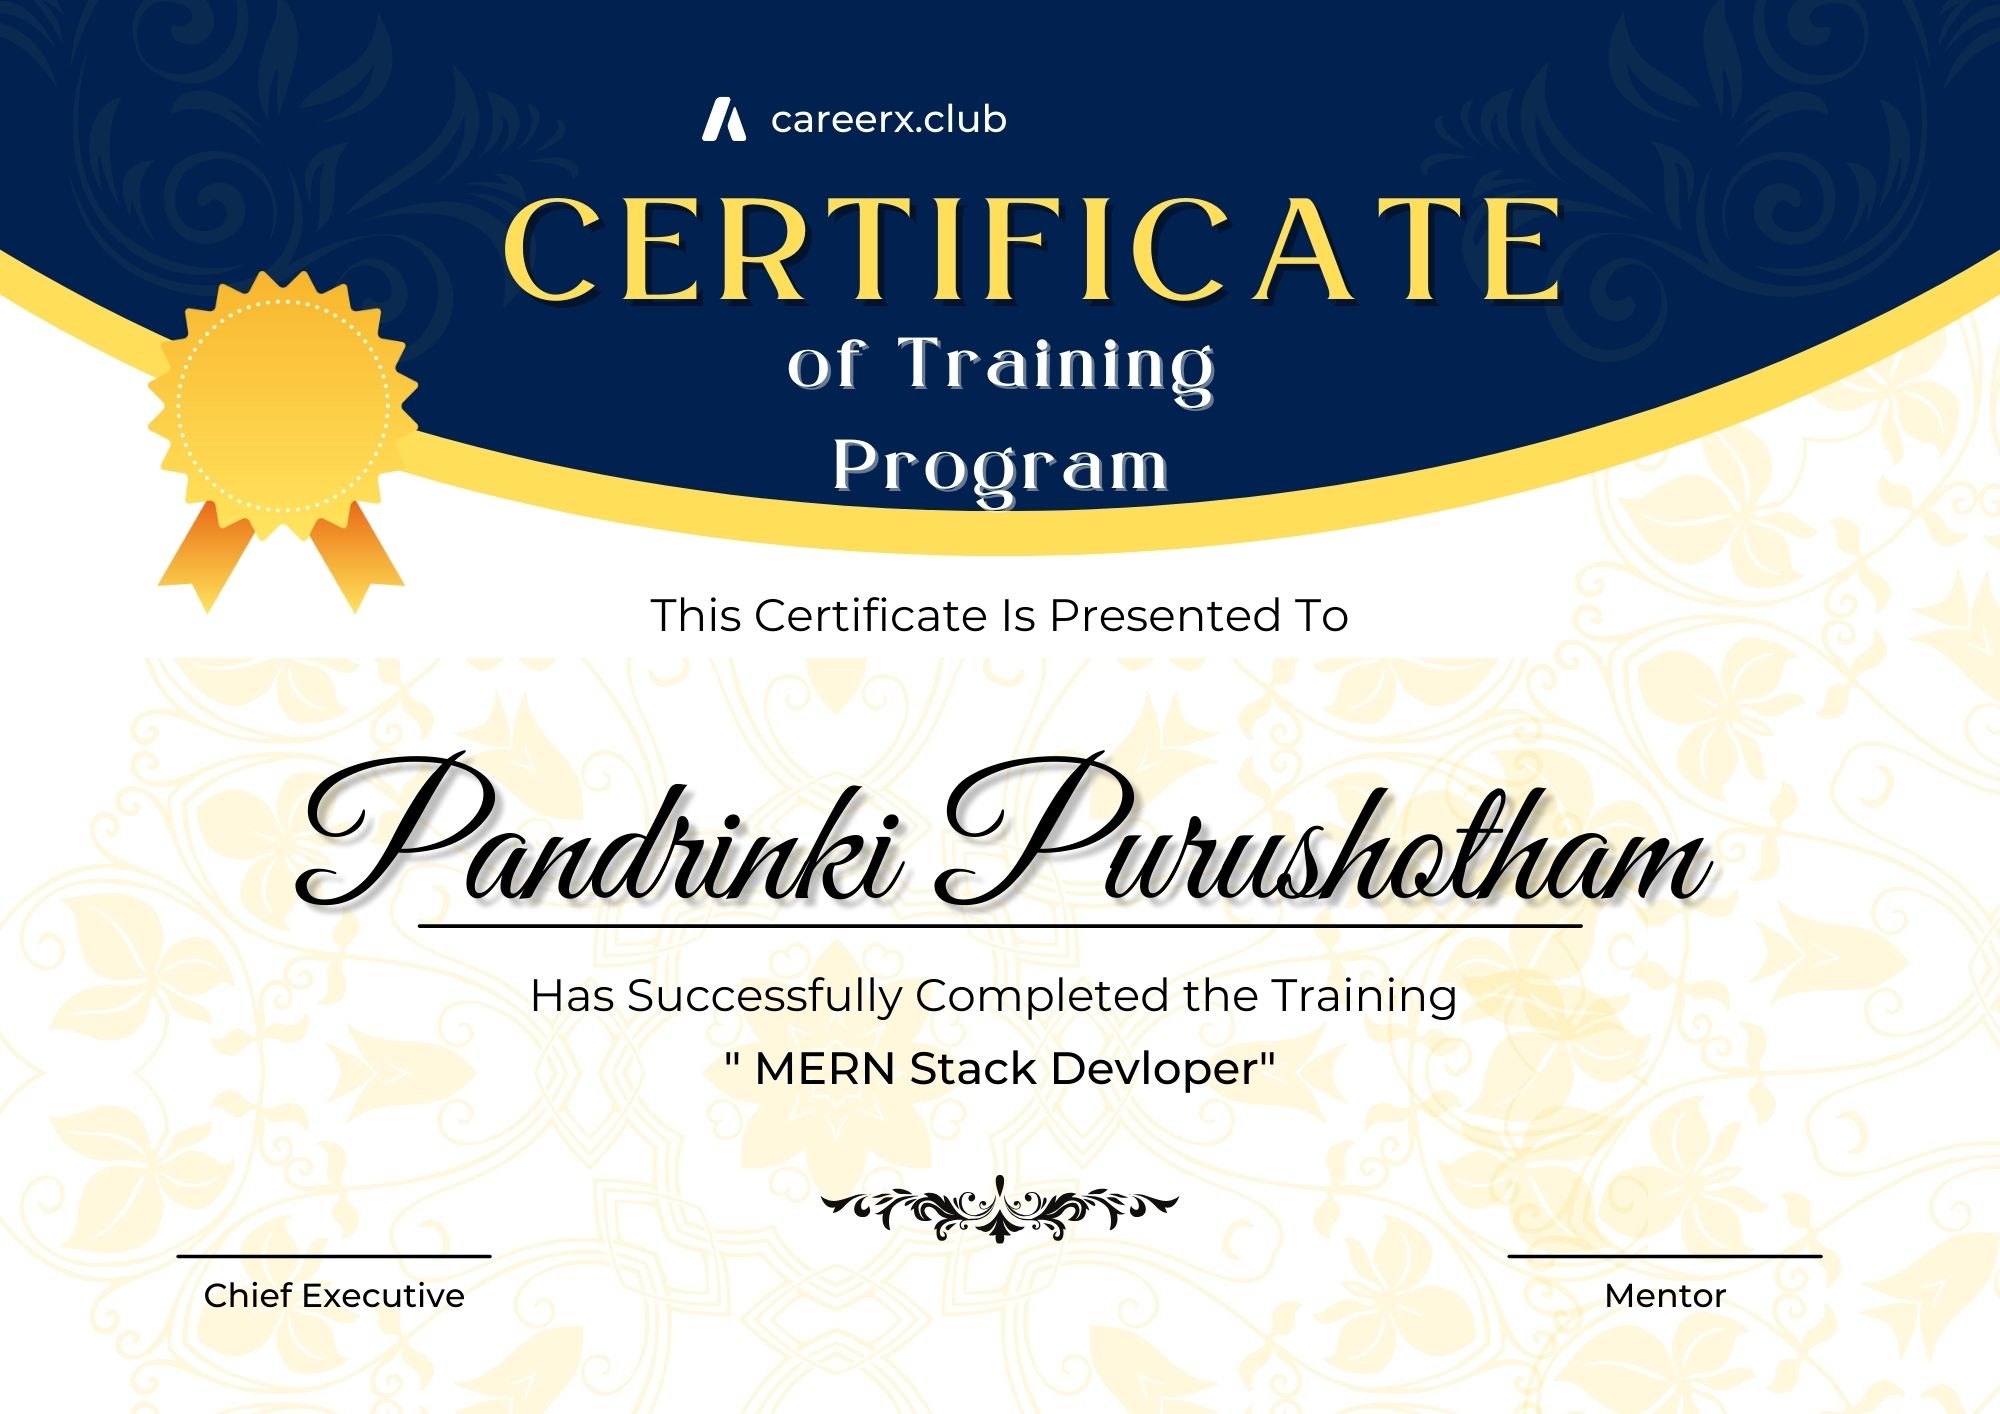 careerx.club
CERTIFICATE
of Training
Program
This Certificate Is Presented To
Pandrinki Purushotham
Has Successfully Completed the Training
" MERN Stack Devloper"
Chief Executive
Mentor